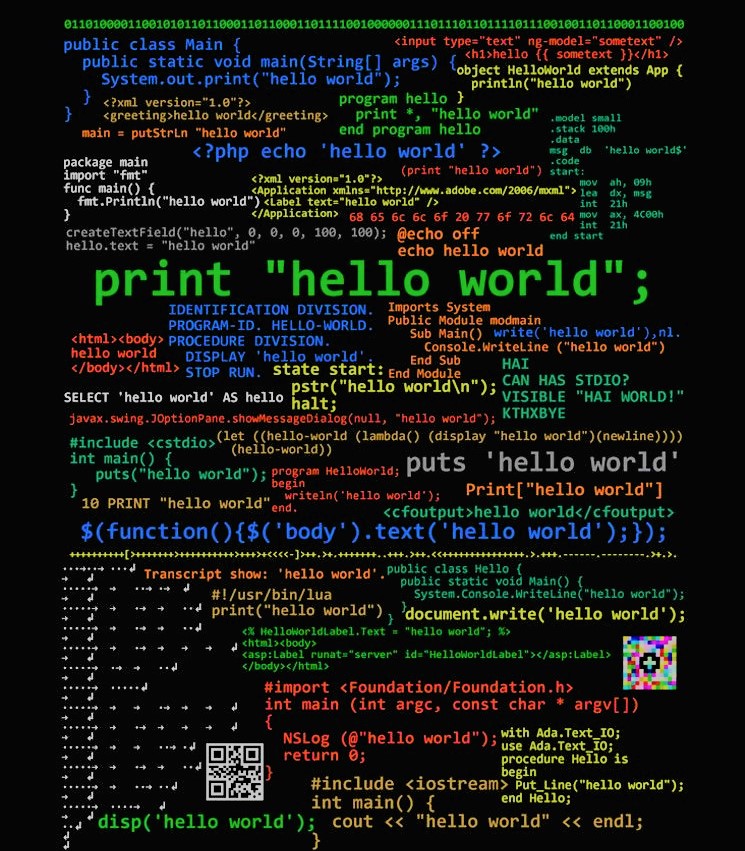 0110100001100101011011000110110001101111001000000111011101101111011100100110110001100100
public class Main {
public static void main(String[] args) {
System.out.print("hello world");
}
}
<input type="text" ng-model="sometext" />
<h1>hello {{ sometext }}</h1>
object HelloWorld extends App {
println("hello world")
}
<?xml version="1.0"?>
<greeting>hello world</greeting>
program hello
print *, "hello world"
end program hello
main = putStrLn "hello world"
.model small
.stack 100h
.data
msg db 'hello world$'
.code
start:
mov ah, 09h
lea dx, msg
int 21h
mov ax, 4C00h
int 21h
end start
<?php echo 'hello world' ?>
package main
import "fmt"
func main() {
fmt.Println("hello world")
}
(print "hello world")
<?xml version="1.0"?>
<Application xmlns="http://www.adobe.com/2006/mxml">
<Label text="hello world" />
</Application>
68 65 6c 6c 6f 20 77 6f 72 6c 64
createTextField("hello", 0, 0, 0, 100, 100);
hello.text = "hello world"
@echo off
echo hello world
print "hello world";
IDENTIFICATION DIVISION.
PROGRAM-ID. HELLO-WORLD.
PROCEDURE DIVISION.
DISPLAY 'hello world'.
STOP RUN.
Imports System
Public Module modmain
Sub Main()
Console.WriteLine ("hello world")
End Sub
End Module
write('hello world'),nl.
<html><body>
hello world
</body></html>
state start:
pstr("hello world\n");
halt;
HAI
CAN HAS STDIO?
VISIBLE "HAI WORLD!"
KTHXBYE
SELECT 'hello world' AS hello
javax.swing.JOptionPane.showMessageDialog(null, "hello world");
#include <cstdio>
int main() {
puts("hello world");
}
(let ((hello-world (lambda() (display "hello world")(newline))))
(hello-world))
puts 'hello world'
program HelloWorld;
begin
writeln('hello world');
end.
Print["hello world"]
10 PRINT "hello world"
<cfoutput>hello world</cfoutput>
$(function(){$('body').text('hello world');});
++++++++++[>+++++++>++++++++++>+++>+<<<<-]>++.>+.+++++++..+++.>++.<<+++++++++++++++.>.+++.------.--------.>+.>.
Transcript show: 'hello world'.
public class Hello {
public static void Main() {
System.Console.WriteLine("hello world");
}
}
#!/usr/bin/lua
print("hello world")
document.write('hello world');
<% HelloWorldLabel.Text = "hello world"; %>
<html><body>
<asp:Label runat="server" id="HelloWorldLabel"></asp:Label>
</body></html>
#import <Foundation/Foundation.h>
int main (int argc, const char * argv[])
{
NSLog (@"hello world");
return 0;
}
with Ada.Text_IO;
use Ada.Text_IO;
procedure Hello is
begin
Put_Line("hello world");
end Hello;
#include <iostream>
int main() {
cout << "hello world" << endl;
}
disp('hello world');